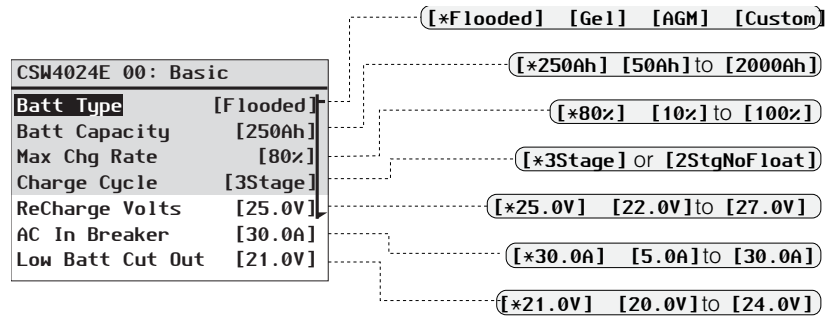 [*Flooded] [Gel] [AGM] [Custom]
CSW4024E 00: Basic
[*250Ah] [50Ah] to [2000Ah]
Batt Type [Flooded]
[*80%] [10%] to [100%]
Batt Capacity [250Ah]
Max Chg Rate [80%]
[*3Stage] or [2StgNoFloat]
Charge Cycle [3Stage]
ReCharge Volts [25.0V]
[*25.0V] [22.0V] to [27.0V]
AC In Breaker [30.0A]
[*30.0A] [5.0A] to [30.0A]
Low Batt Cut Out [21.0V]
[*21.0V] [20.0V] to [24.0V]